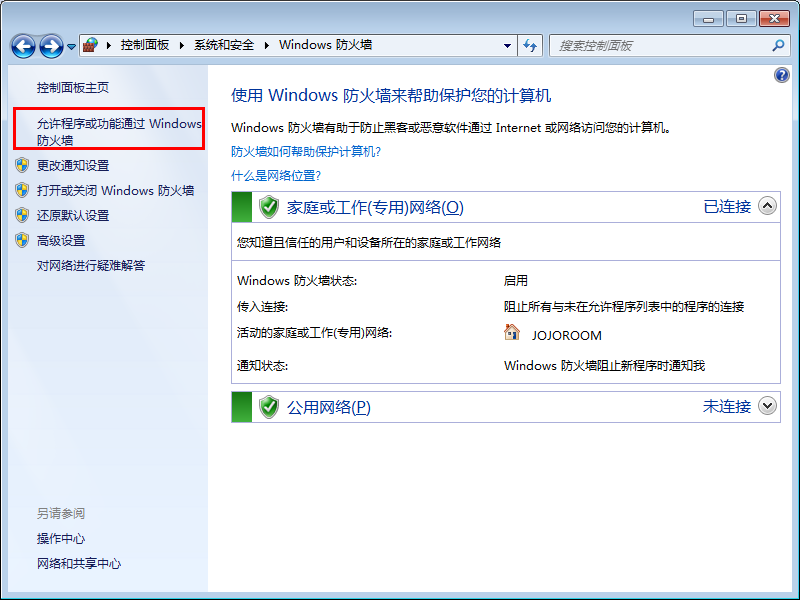 控制面板 ▸ 系统和安全 ▸ Windows 防火墙
搜索控制面板
控制面板主页
允许程序或功能通过 Windows
防火墙
更改通知设置
打开或关闭 Windows 防火墙
还原默认设置
高级设置
对网络进行疑难解答
另请参阅
操作中心
网络和共享中心
使用 Windows 防火墙来帮助保护您的计算机
Windows 防火墙有助于防止黑客或恶意软件通过 Internet 或网络访问您的计算机。
防火墙如何帮助保护计算机?
什么是网络位置?
家庭或工作(专用)网络(O) 已连接
您知道且信任的用户和设备所在的家庭或工作网络
Windows 防火墙状态: 启用
传入连接: 阻止所有与未在允许程序列表中的程序的连接
活动的家庭或工作(专用)网络: JOJOROOM
通知状态: Windows 防火墙阻止新程序时通知我
公用网络(P) 未连接